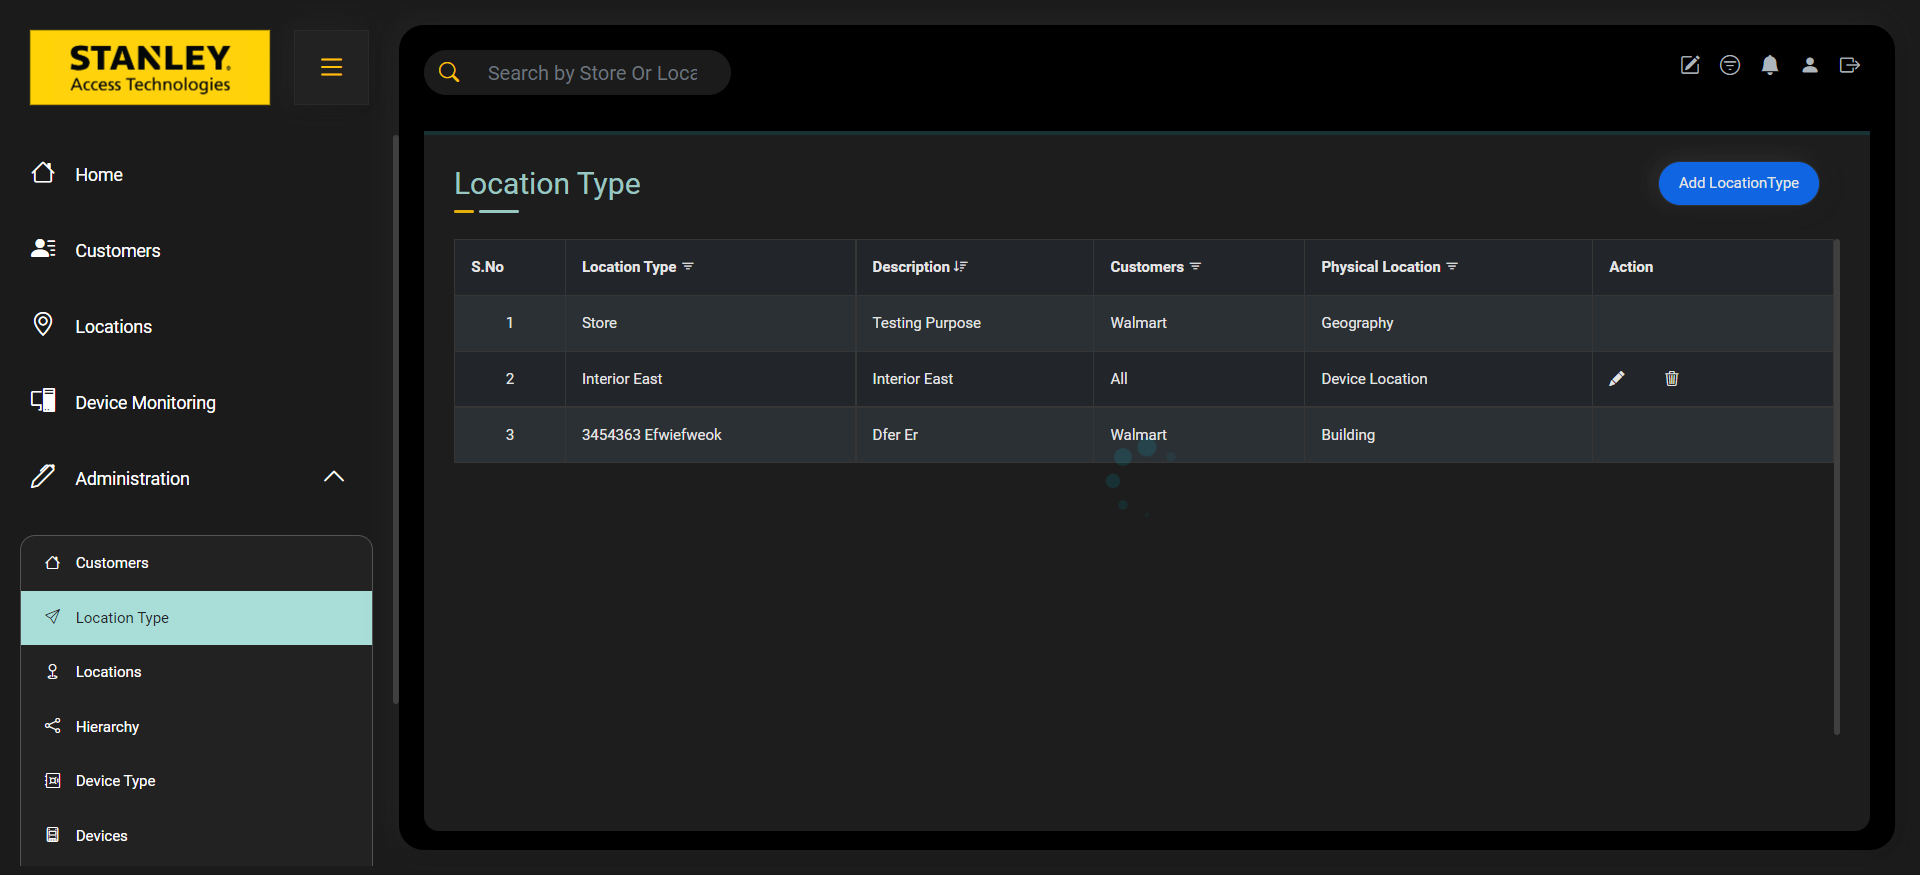 STANLEY.
Access Technologies
Search by Store Or Loca
Home
Customers
Locations
Device Monitoring
Administration
Customers
Location Type
Locations
Hierarchy
Device Type
Devices
Location Type
Add LocationType
S.No Location Type Description Customers Physical Location Action
1 Store Testing Purpose Walmart Geography
2 Interior East Interior East All Device Location
3 3454363 Efwiefweok Dfer Er Walmart Building